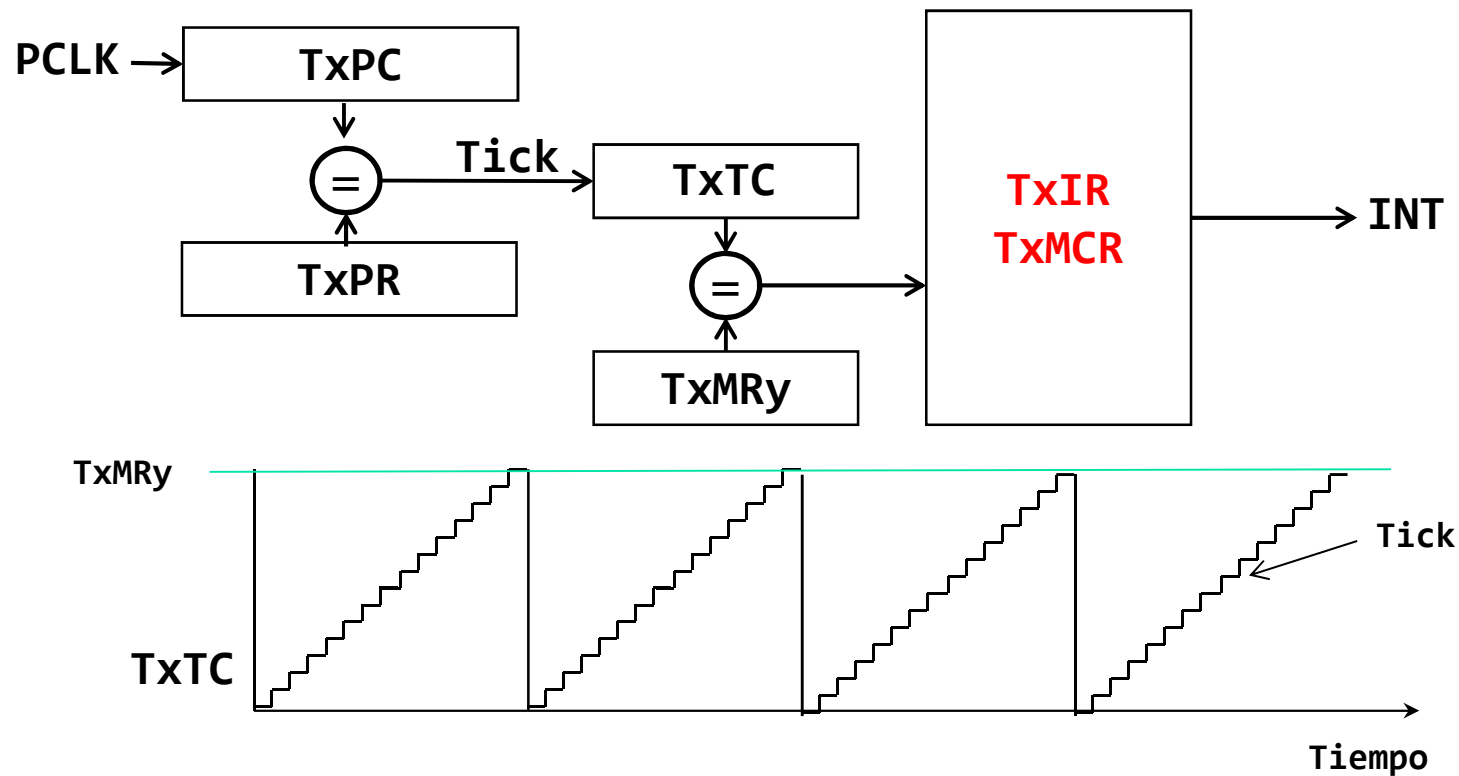 PCLK
TxPC
=
Tick
TxPR
TxTC
=
TxMRy
TxIR
TxMCR
INT
TxMRy
Tick
TxTC
Tiempo